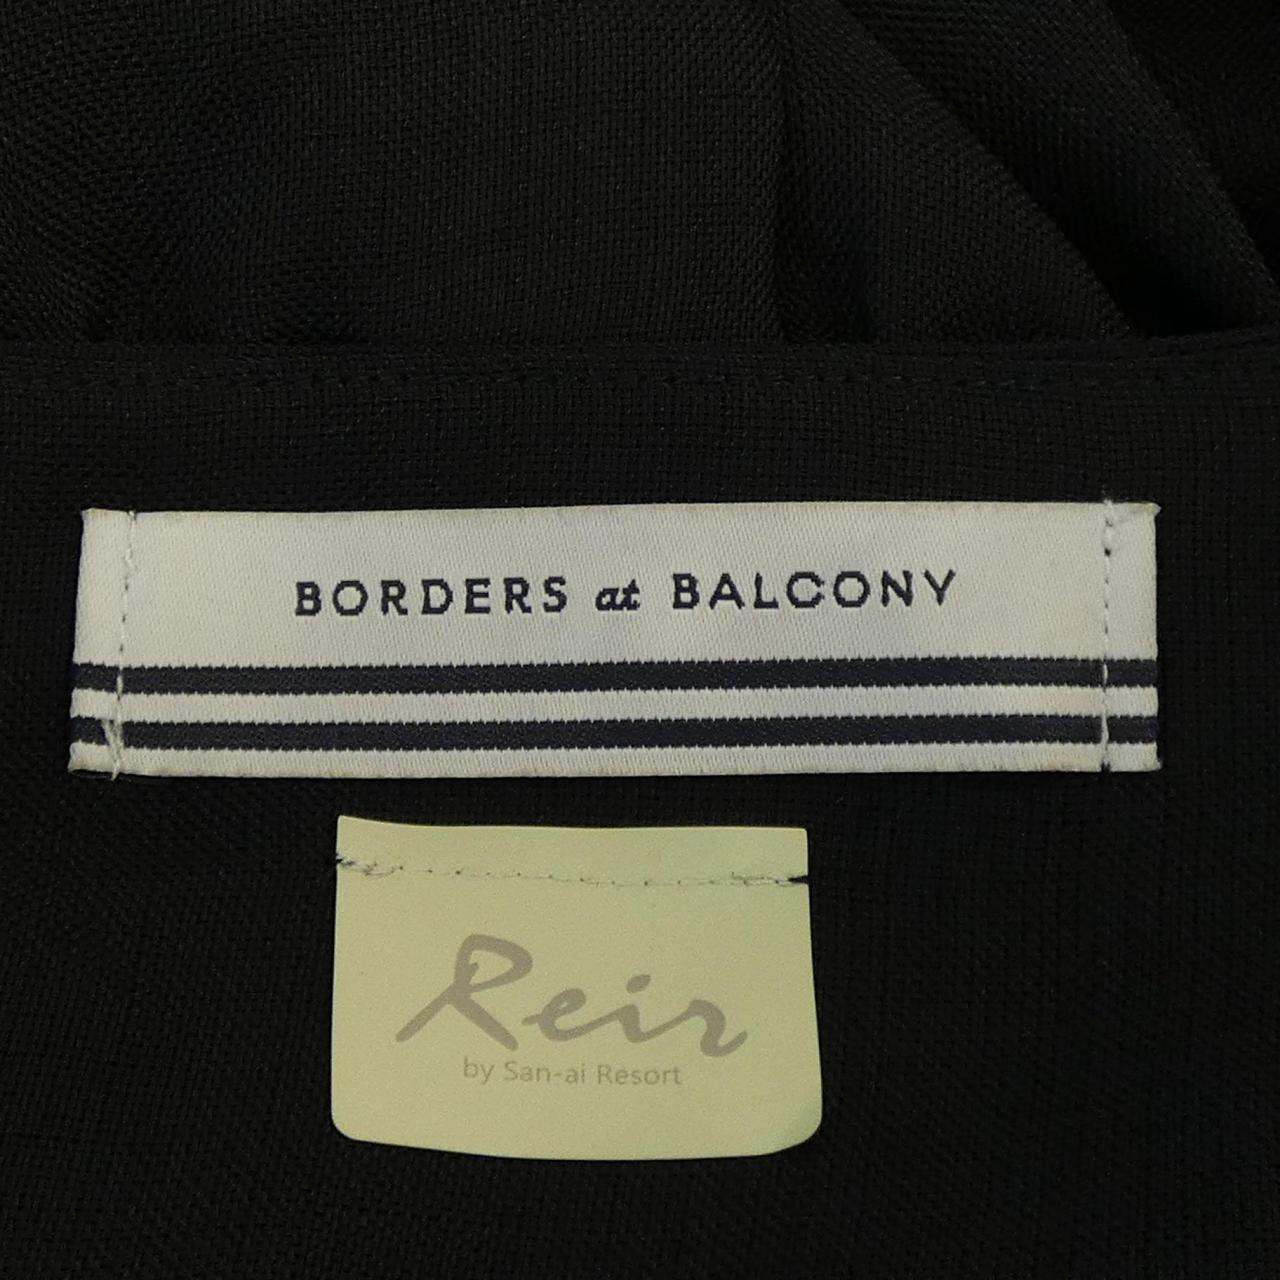 BORDERS at BALCONY
Reir
by San-ai Resort